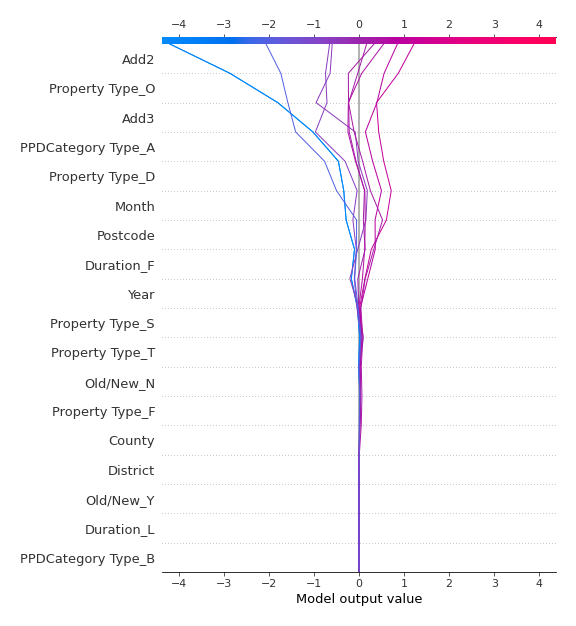 −4 −3 −2 −1 0 1 2 3 4
Add2
Property Type_O
Add3
PPDCategory Type_A
Property Type_D
Month
Postcode
Duration_F
Year
Property Type_S
Property Type_T
Old/New_N
Property Type_F
County
District
Old/New_Y
Duration_L
PPDCategory Type_B
−4 −3 −2 −1 0 1 2 3 4
Model output value